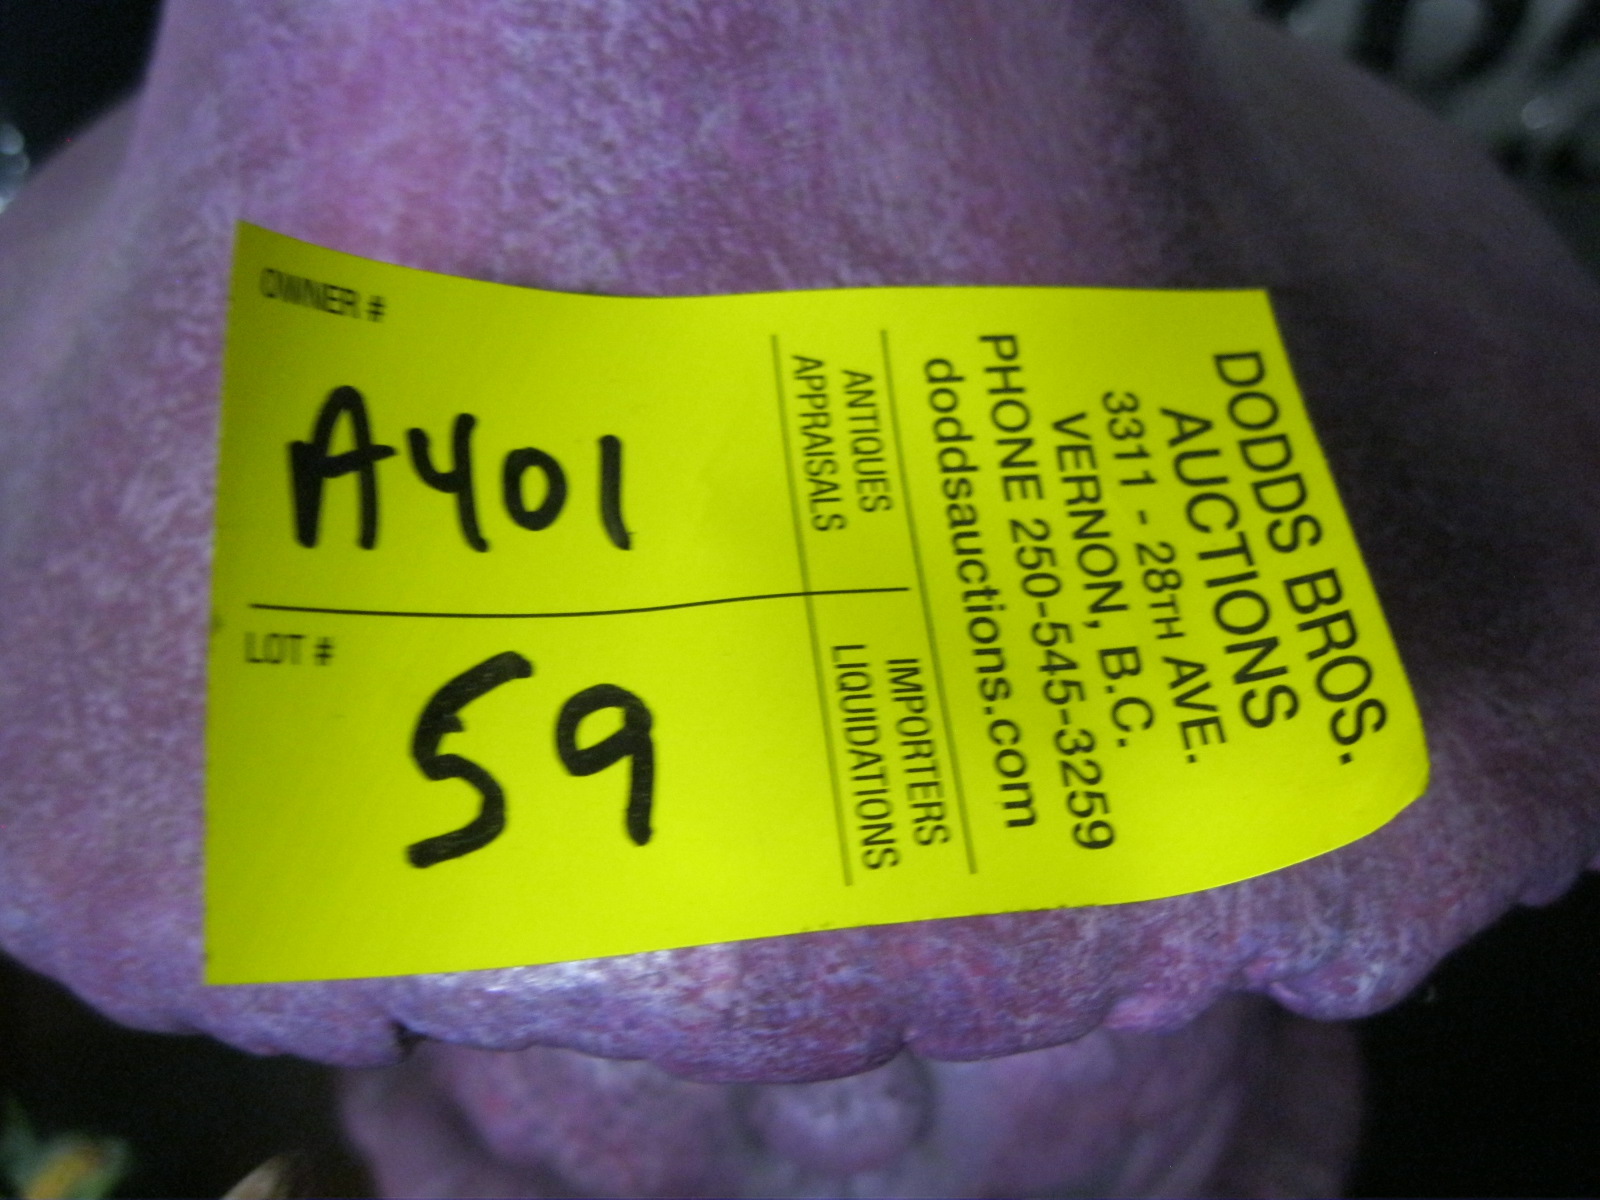 DODDS BROS.
AUCTIONS
3311 - 28TH AVE.
VERNON, B.C.
PHONE 250-545-3259
doddsauctions.com
ANTIQUES
APPRAISALS
IMPORTERS
LIQUIDATIONS
OWNER #
A401
LOT #
59